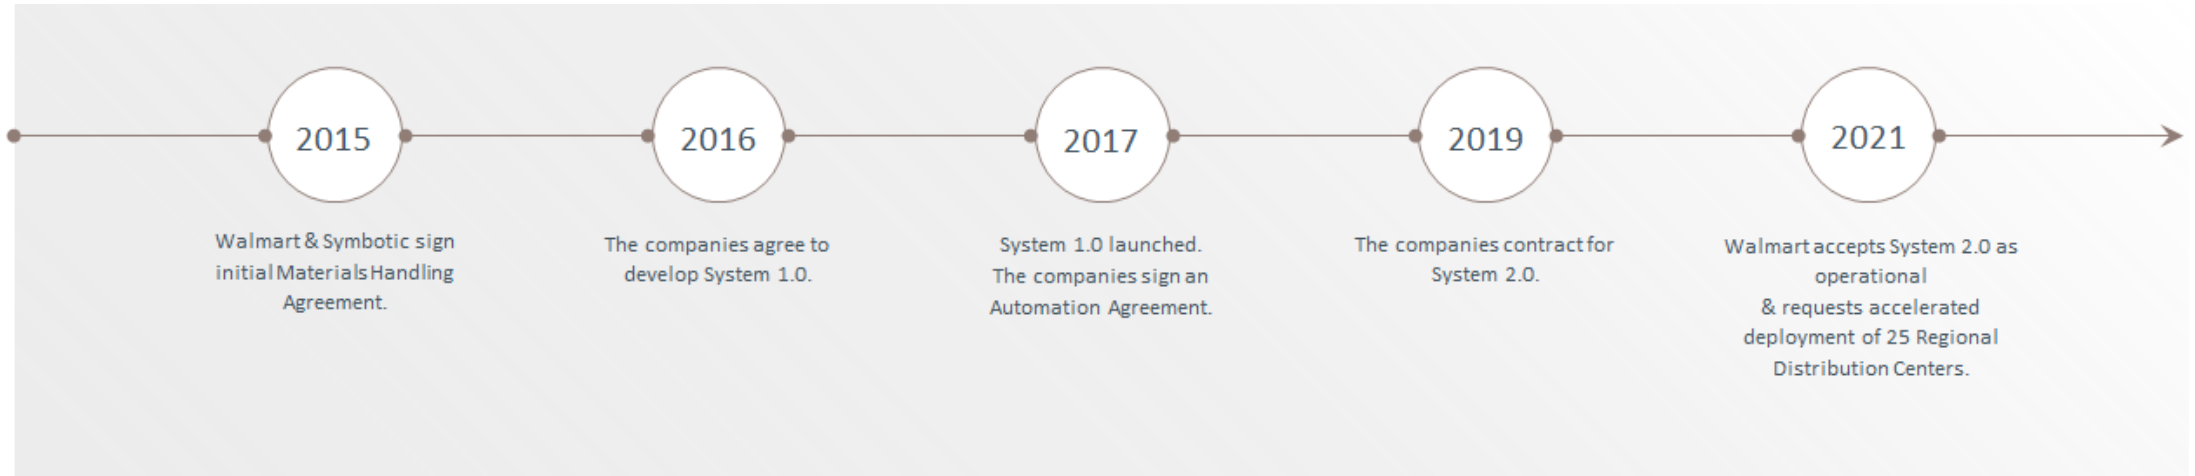 2015
Walmart & Symbotic sign
initial Materials Handling
Agreement.
2016
The companies agree to
develop System 1.0.
2017
System 1.0 launched.
The companies sign an
Automation Agreement.
2019
The companies contract for
System 2.0.
2021
Walmart accepts System 2.0 as
operational
& requests accelerated
deployment of 25 Regional
Distribution Centers.